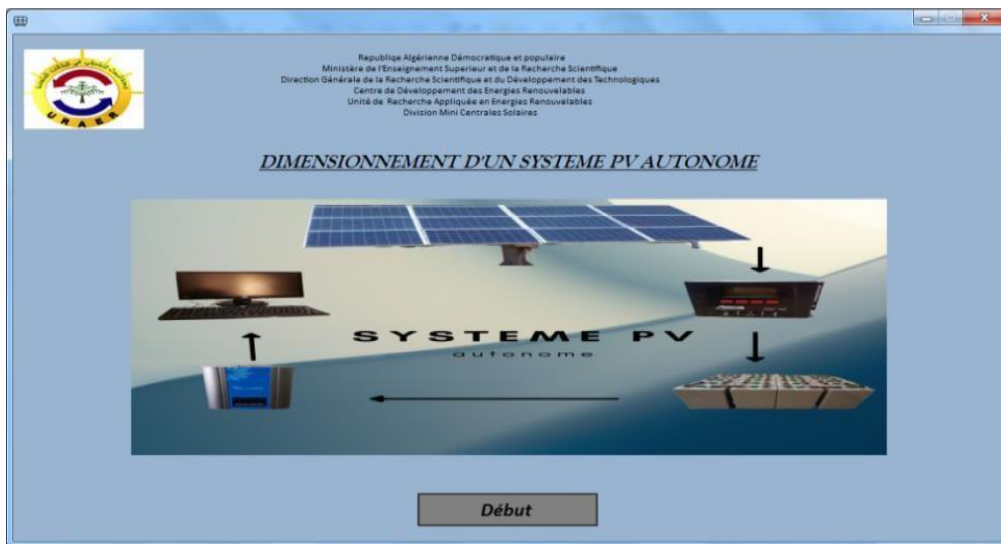 Republiqe Algérienne Démocratique et populaire
Ministère de l'Enseignement Superieur et de la Recherche Scientifique
Direction Générale de la Recherche Scientifique et du Développement des Technologiques
Centre de Développement des Energies Renouvelables
Unité de Recherche Appliquée en Energies Renouvelables
Division Mini Centrales Solaires
URAER
DIMENSIONNEMENT D'UN SYSTEME PV AUTONOME
SYSTEME PV
autonome
Début